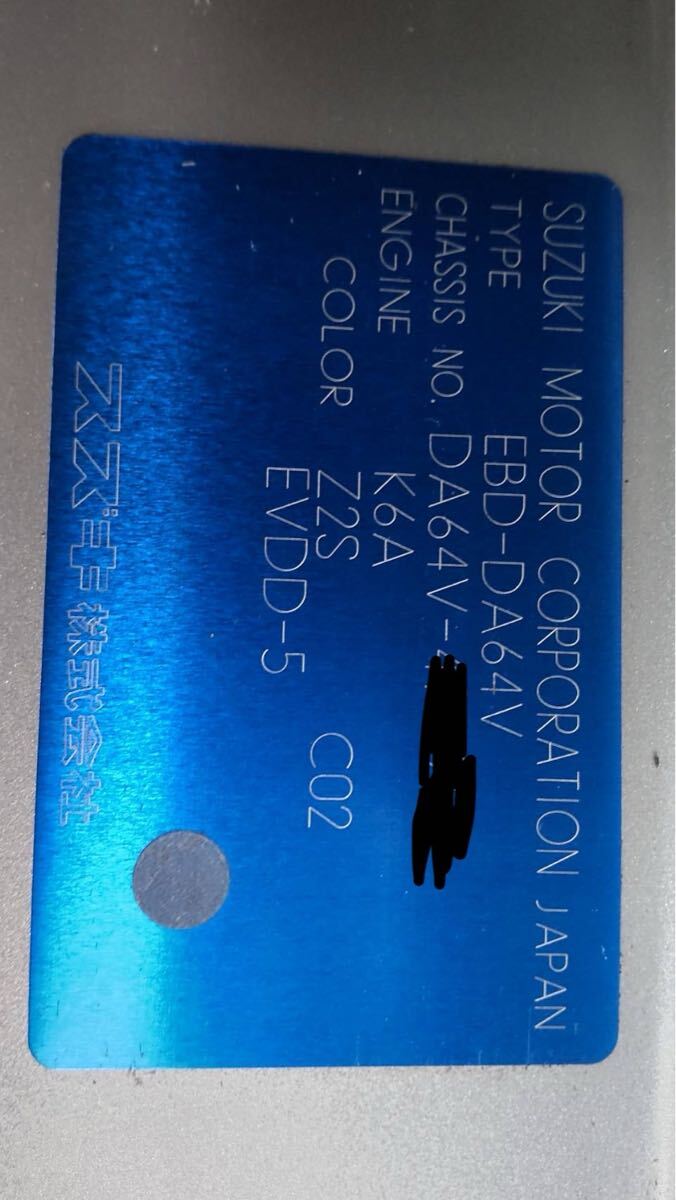 SUZUKI MOTOR CORPORATION JAPAN
TYPE EBD-DA64V
CHASSIS NO. DA64V-
ENGINE K6A
COLOR Z2S C02
EVDD-5
スズキ株式会社